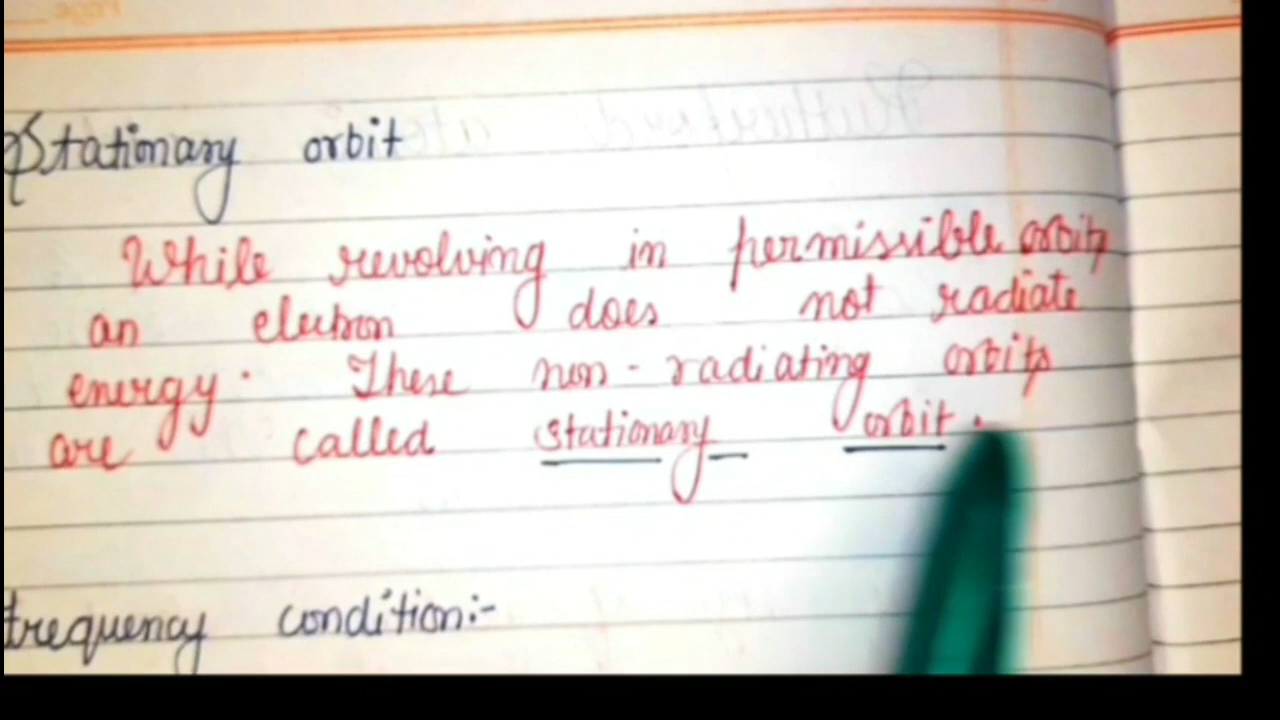 Stationary orbit
While revolving in permissible orbits
an electron does not radiate
energy. These non-radiating orbits
are called stationary orbit.
frequency condition:-